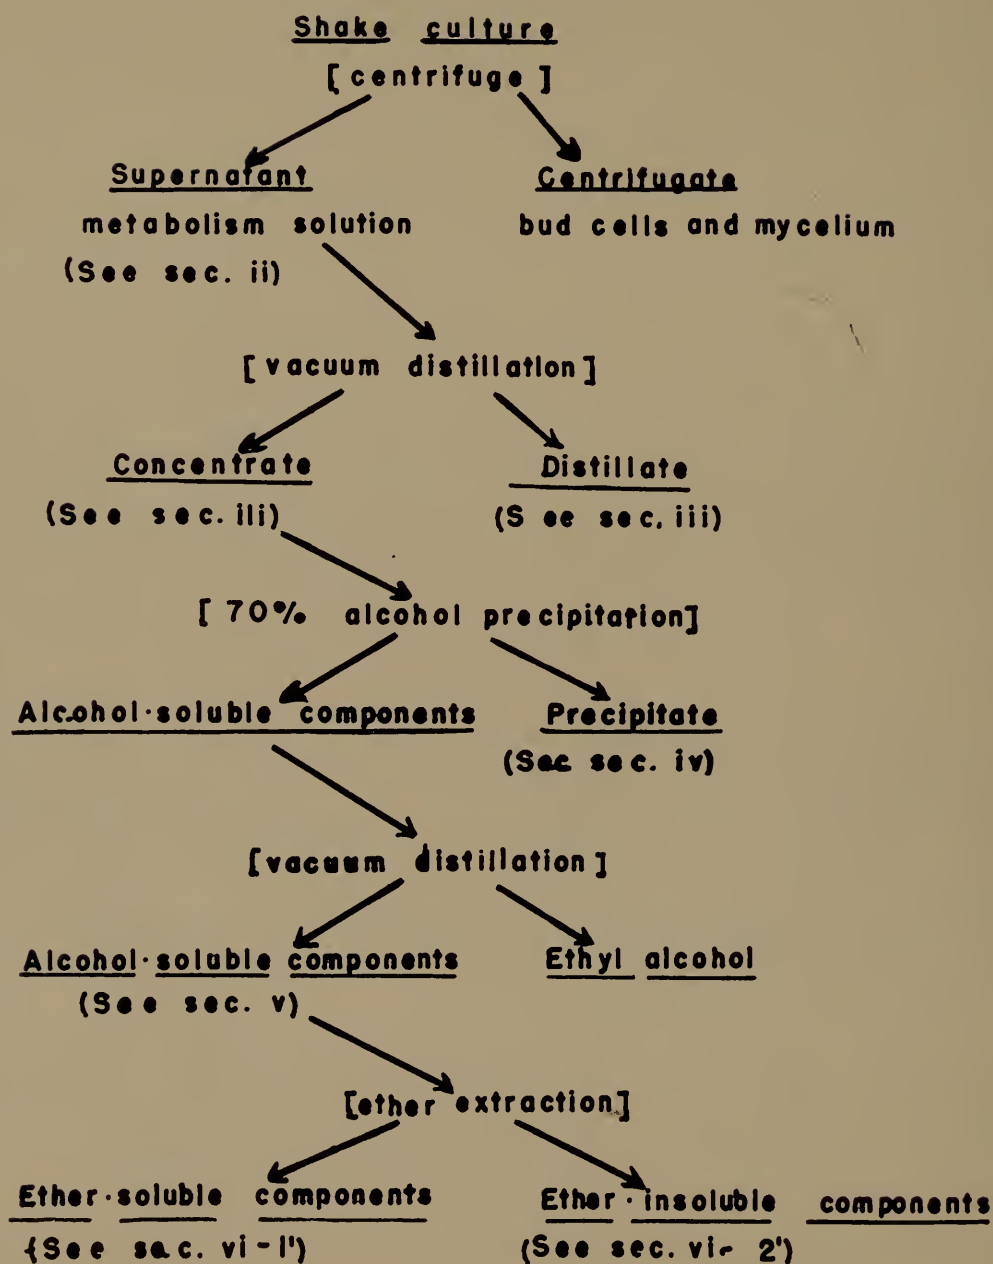 Shake culture
[centrifuge]
Supernatant
Centrifugate
metabolism solution
bud cells and mycelium
(See sec. ii)
[vacuum distillation]
Concentrate
Distillate
(See sec. iii)
(See sec. iii)
[70% alcohol precipitation]
Alcohol-soluble components
Precipitate
(See sec. iv)
[vacuum distillation]
Alcohol-soluble components
Ethyl alcohol
(See sec. v)
[ether extraction]
Ether-soluble components
Ether-insoluble components
(See sec. vi-1')
(See sec. vi-2')